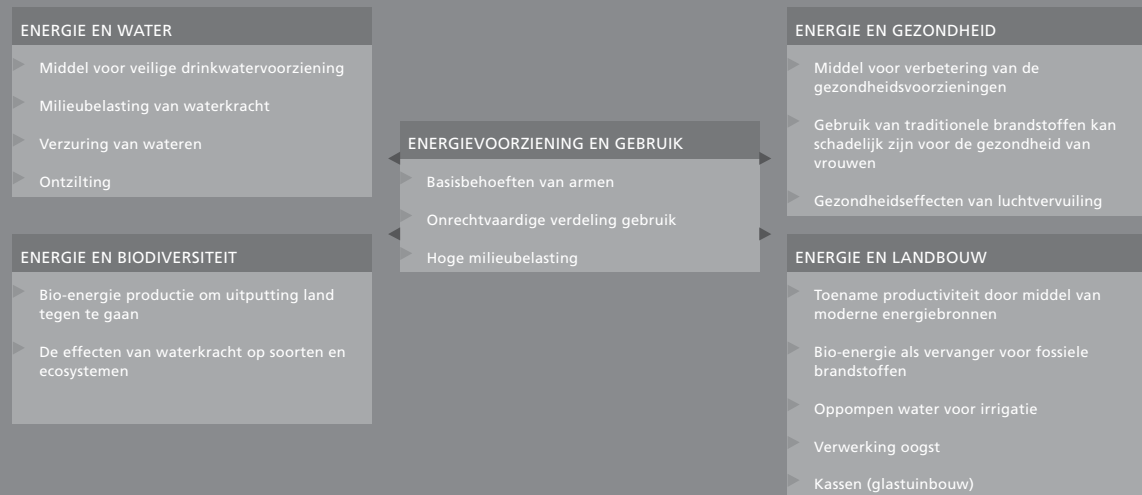 ENERGIE EN WATER
Middel voor veilige drinkwatervoorziening
Milieubelasting van waterkracht
Verzuring van wateren
Ontzilting
ENERGIE EN BIODIVERSITEIT
Bio-energie productie om uitputting land
tegen te gaan
De effecten van waterkracht op soorten en
ecosystemen
ENERGIEVOORZIENING EN GEBRUIK
Basisbehoeften van armen
Onrechtvaardige verdeling gebruik
Hoge milieubelasting
ENERGIE EN GEZONDHEID
Middel voor verbetering van de
gezondheidsvoorzieningen
Gebruik van traditionele brandstoffen kan
schadelijk zijn voor de gezondheid van
vrouwen
Gezondheidseffecten van luchtvervuiling
ENERGIE EN LANDBOUW
Toename productiviteit door middel van
moderne energiebronnen
Bio-energie als vervanger voor fossiele
brandstoffen
Oppompen water voor irrigatie
Verwerking oogst
Kassen (glastuinbouw)